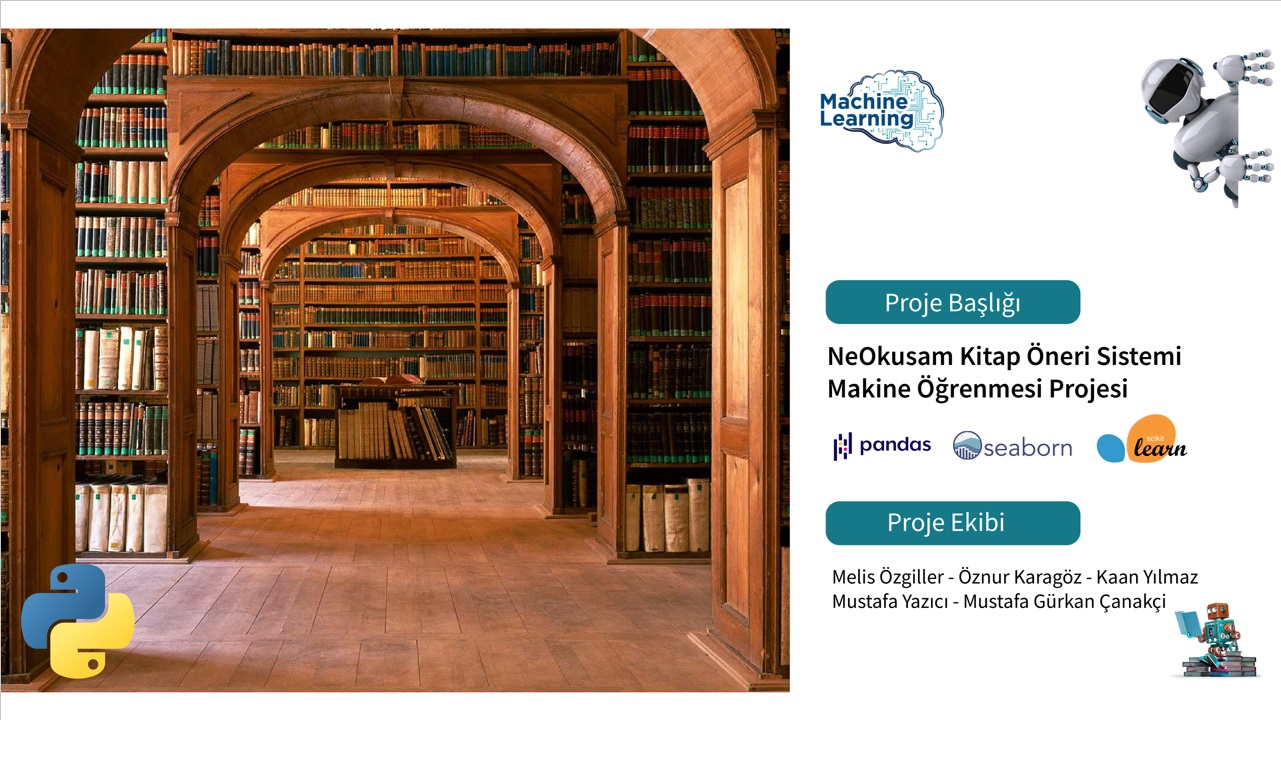 Machine
Learning
Proje Başlığı
NeOkusam Kitap Öneri Sistemi
Makine Öğrenmesi Projesi
pandas
seaborn
scikit
learn
Proje Ekibi
Melis Özgiller - Öznur Karagöz - Kaan Yılmaz
Mustafa Yazıcı - Mustafa Gürkan Çanakçi